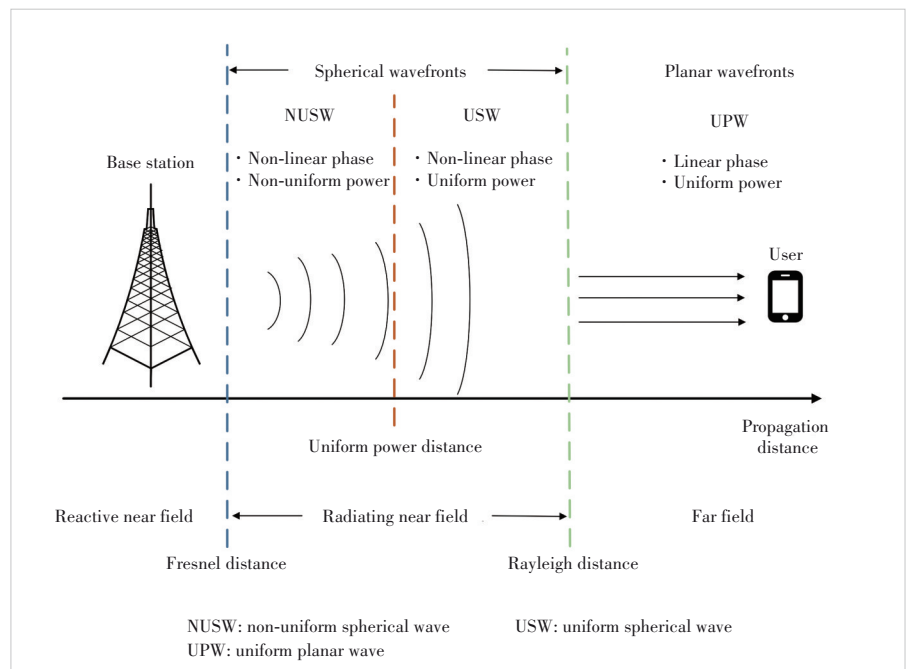 Spherical wavefronts
Planar wavefronts
NUSW
USW
UPW
Base station
· Non-linear phase
· Non-uniform power
· Non-linear phase
· Uniform power
· Linear phase
· Uniform power
User
Uniform power distance
Propagation
distance
Reactive near field
Radiating near field
Far field
Fresnel distance
Rayleigh distance
NUSW: non-uniform spherical wave
USW: uniform spherical wave
UPW: uniform planar wave